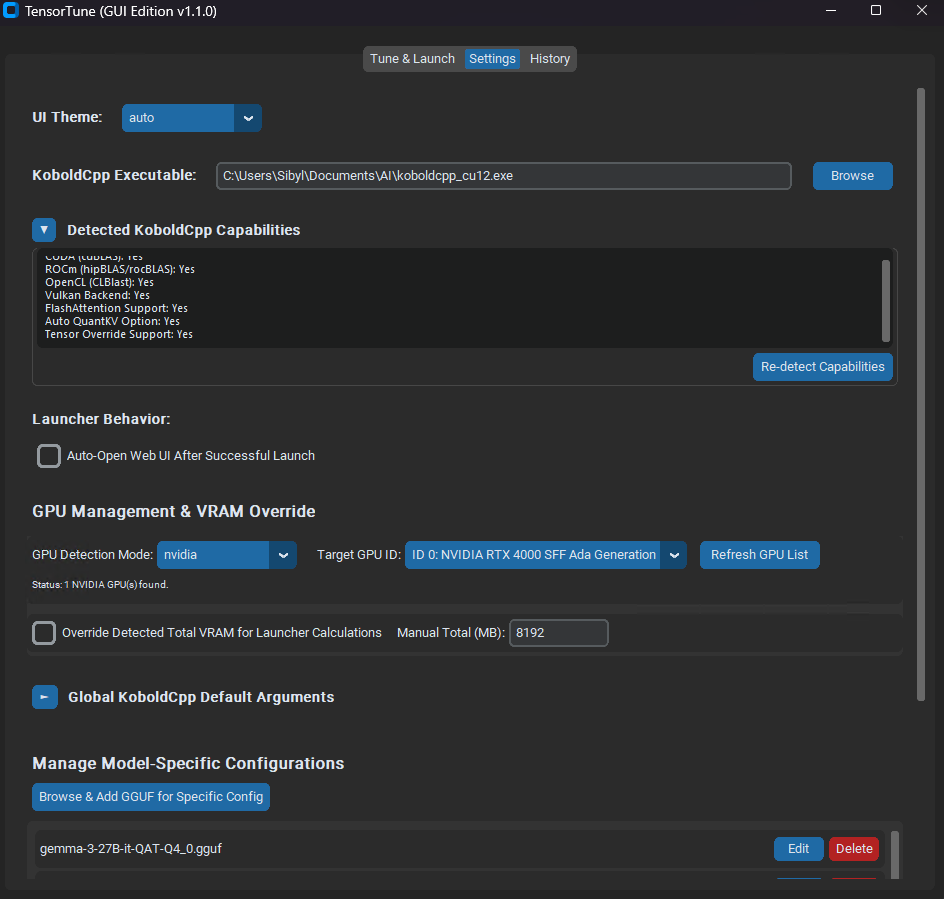 TensorTune (GUI Edition v1.1.0)
Tune & Launch Settings History
UI Theme: auto
KoboldCpp Executable: C:\Users\Sibyl\Documents\AI\koboldcpp_cu12.exe Browse
Detected KoboldCpp Capabilities
CUDA (cuBLAS): Yes
ROCm (hipBLAS/rocBLAS): Yes
OpenCL (CLBlast): Yes
Vulkan Backend: Yes
FlashAttention Support: Yes
Auto QuantKV Option: Yes
Tensor Override Support: Yes
Re-detect Capabilities
Launcher Behavior:
Auto-Open Web UI After Successful Launch
GPU Management & VRAM Override
GPU Detection Mode: nvidia Target GPU ID: ID 0: NVIDIA RTX 4000 SFF Ada Generation Refresh GPU List
Status: 1 NVIDIA GPU(s) found.
Override Detected Total VRAM for Launcher Calculations Manual Total (MB): 8192
Global KoboldCpp Default Arguments
Manage Model-Specific Configurations
Browse & Add GGUF for Specific Config
gemma-3-27B-it-QAT-Q4_0.gguf Edit Delete